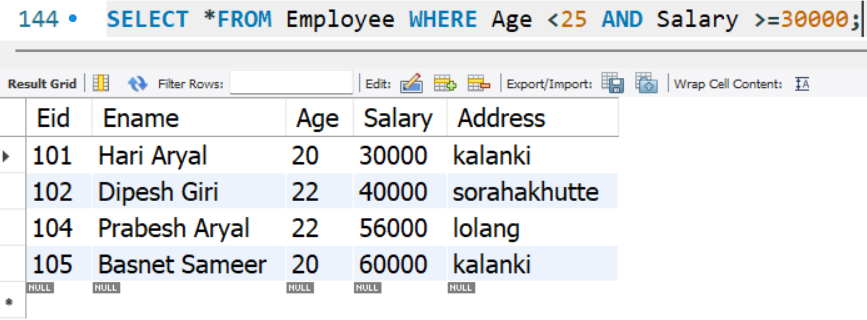 144 SELECT *FROM Employee WHERE Age <25 AND Salary >=30000;
Result Grid Filter Rows: Edit: Export/Import: Wrap Cell Content: IA
Eid Ename Age Salary Address
101 Hari Aryal 20 30000 kalanki
102 Dipesh Giri 22 40000 sorahakhutte
104 Prabesh Aryal 22 56000 lolang
105 Basnet Sameer 20 60000 kalanki
NULL NULL NULL NULL NULL